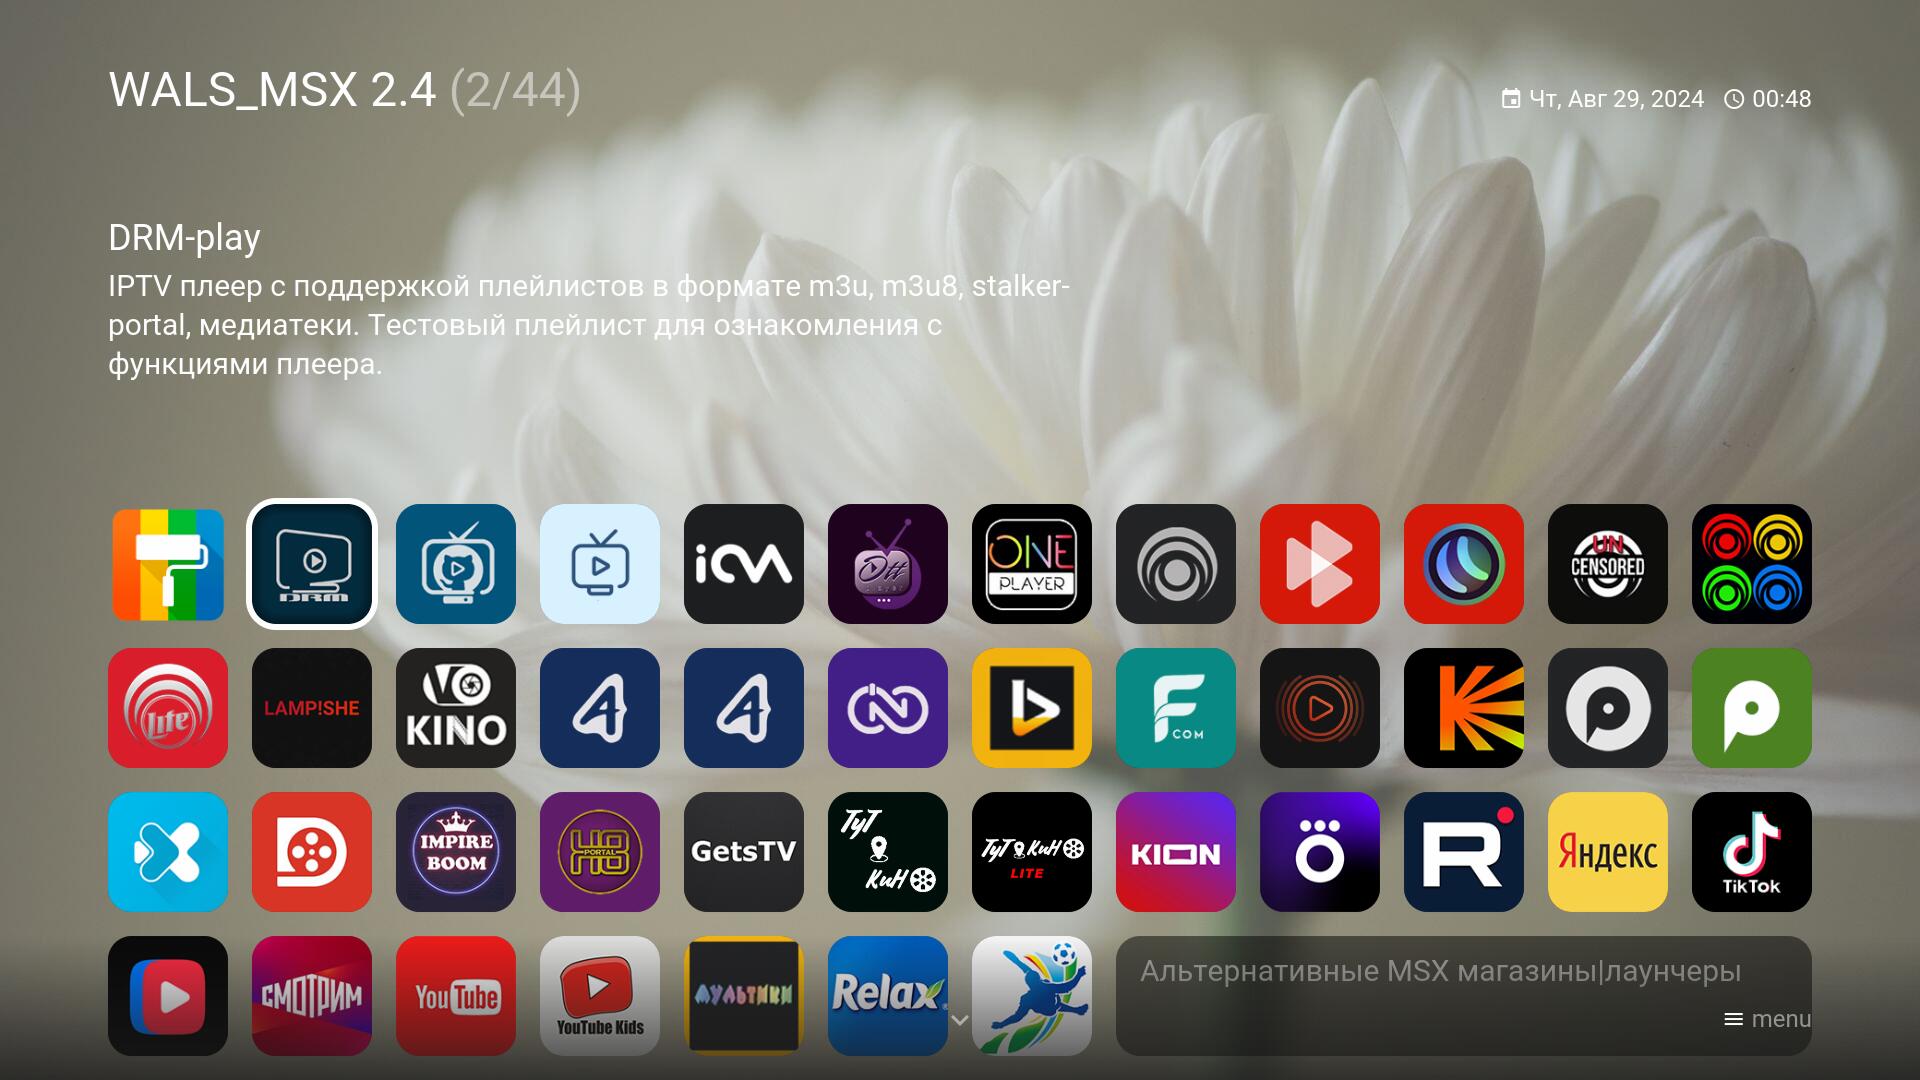 WALS_MSX 2.4 (2/44)
Чт, Авг 29, 2024 00:48
DRM-play
IPTV плеер с поддержкой плейлистов в формате m3u, m3u8, stalker-
portal, медиатеки. Тестовый плейлист для ознакомления с
функциями плеера.
DRM
Ott
PLAYER
ONE
PLAYER
UN
CENSORED
Lite
LAMP!SHE
KINO
4
4
F
COM
IMPIRE
BOOM
PORTAL
GetsTV
ТуТ
КиН
ТуТ КиН
LITE
KION
R
Яндекс
TikTok
СМОТРИМ
YouTube
YouTube Kids
МУЛЬТИКИ
Relax
Альтернативные MSX магазины|лаунчеры
menu